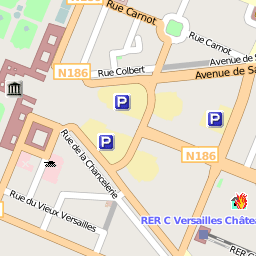 Rue Carnot
Rue Carnot
Avenue de S
N186
Rue Colbert
Avenue de Sa
P
P
P
Rue de la Chancellerie
N186
Rue du Vieux Versailles
RER C Versailles Châte